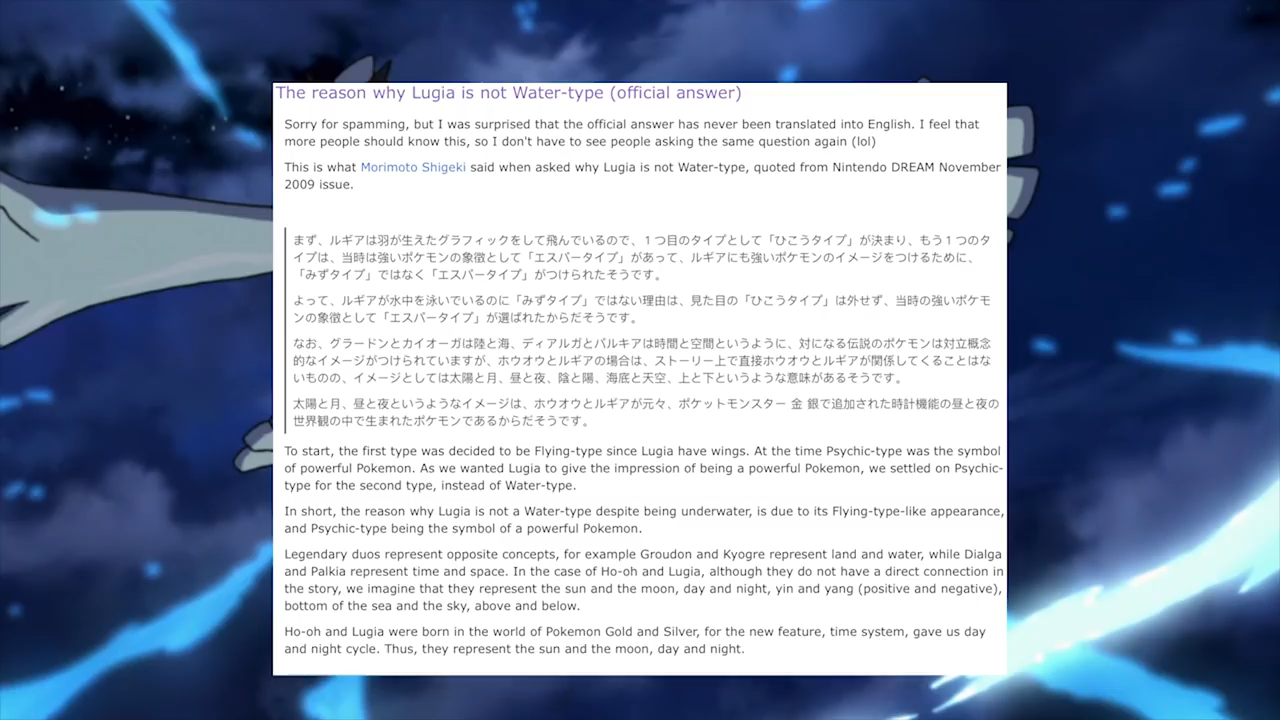 The reason why Lugia is not Water-type (official answer)
Sorry for spamming, but I was surprised that the official answer has never been translated into English. I feel that
more people should know this, so I don't have to see people asking the same question again (lol)
This is what Morimoto Shigeki said when asked why Lugia is not Water-type, quoted from Nintendo DREAM November
2009 issue.
まず、ルギアは羽が生えたグラフィックをして飛んでいるので、１つ目のタイプとして「ひこうタイプ」が決まり、もう１つのタ
イプは、当時は強いポケモンの象徴として「エスパータイプ」があって、ルギアにも強いポケモンのイメージをつけるために、
「みずタイプ」ではなく「エスパータイプ」がつけられたそうです。
よって、ルギアが水中を泳いでいるのに「みずタイプ」ではない理由は、見た目の「ひこうタイプ」は外せず、当時の強いポケモ
ンの象徴として「エスパータイプ」が選ばれたからだそうです。
なお、グラードンとカイオーガは陸と海、ディアルガとパルキアは時間と空間というように、対になる伝説のポケモンは対立概念
的なイメージがつけられていますが、ホウオウとルギアの場合は、ストーリー上で直接ホウオウとルギアが関係してくることはな
いものの、イメージとしては太陽と月、昼と夜、陰と陽、海底と天空、上と下というような意味があるそうです。
太陽と月、昼と夜というようなイメージは、ホウオウとルギアが元々、ポケットモンスター 金 銀で追加された時計機能の昼と夜の
世界観の中で生まれたポケモンであるからだそうです。
To start, the first type was decided to be Flying-type since Lugia have wings. At the time Psychic-type was the symbol
of powerful Pokemon. As we wanted Lugia to give the impression of being a powerful Pokemon, we settled on Psychic-
type for the second type, instead of Water-type.
In short, the reason why Lugia is not a Water-type despite being underwater, is due to its Flying-type-like appearance,
and Psychic-type being the symbol of a powerful Pokemon.
Legendary duos represent opposite concepts, for example Groudon and Kyogre represent land and water, while Dialga
and Palkia represent time and space. In the case of Ho-oh and Lugia, although they do not have a direct connection in
the story, we imagine that they represent the sun and the moon, day and night, yin and yang (positive and negative),
bottom of the sea and the sky, above and below.
Ho-oh and Lugia were born in the world of Pokemon Gold and Silver, for the new feature, time system, gave us day
and night cycle. Thus, they represent the sun and the moon, day and night.